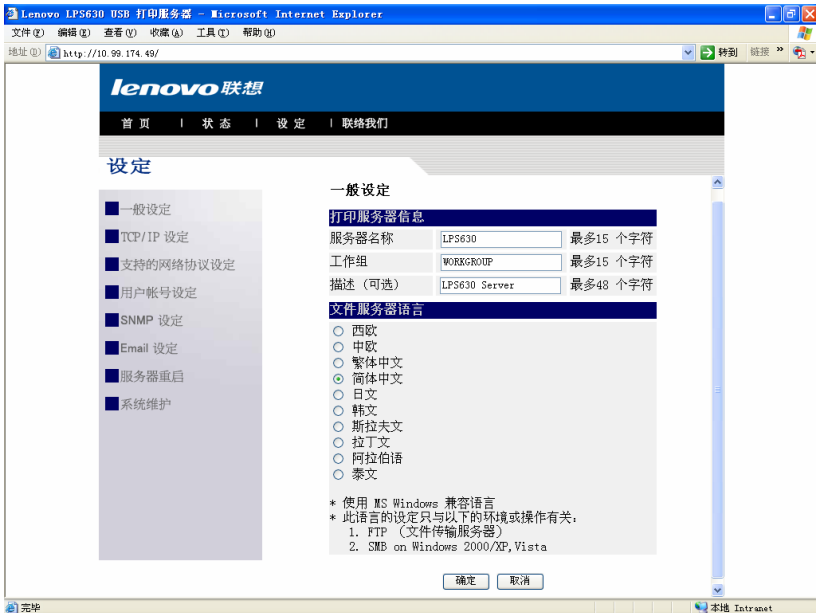 Lenovo LPS630 USB 打印服务器 - Microsoft Internet Explorer
文件(F) 编辑(E) 查看(V) 收藏(A) 工具(T) 帮助(H)
地址(D) http://10.99.174.49/ 转到 链接 »
lenovo联想
首页 | 状态 | 设定 | 联络我们
设定
一般设定
TCP/IP 设定
支持的网络协议设定
用户帐号设定
SNMP 设定
Email 设定
服务器重启
系统维护
一般设定
打印服务器信息
服务器名称 LPS630 最多15 个字符
工作组 WORKGROUP 最多15 个字符
描述 (可选) LPS630 Server 最多48 个字符
文件服务器语言
西欧
中欧
繁体中文
简体中文
日文
韩文
斯拉夫文
拉丁文
阿拉伯语
泰文
* 使用 MS Windows 兼容语言
* 此语言的设定只与以下的环境或操作有关:
1. FTP (文件传输服务器)
2. SMB on Windows 2000/XP,Vista
确定 取消
完毕 本地 Intranet